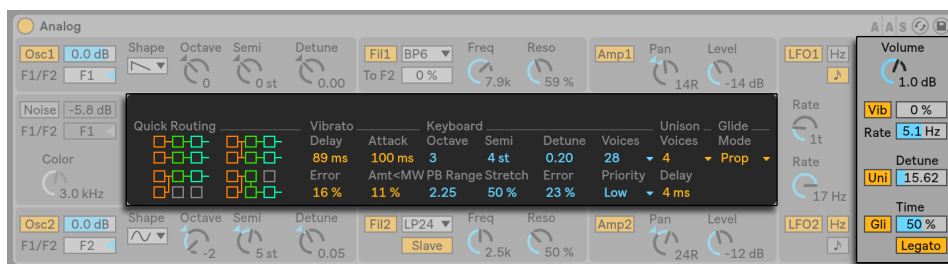 Analog
AAS
Osc1 0.0 dB Shape Octave Semi Detune Fil1 BP6 Freq Reso Amp1 Pan Level LFO1 Hz Volume
F1/F2 F1 0 0 st 0.00 To F2 0 % 7.9k 59 % 14R -14 dB 1.0 dB
Noise -5.8 dB Quick Routing Vibrato Keyboard Unison Glide Rate Vib 0 %
F1/F2 F1 Delay Attack Octave Semi Detune Voices Voices Mode 1t Rate 5.1 Hz
89 ms 100 ms 3 4 st 0.20 28 4 Prop
Color Error Amt<MW PB Range Stretch Error Priority Delay Rate Detune
3.0 kHz 16 % 11 % 2.25 50 % 23 % Low 4 ms 17 Hz Uni 15.62
Osc2 0.0 dB Shape Octave Semi Detune Fil2 LP24 Freq Reso Amp2 Pan Level LFO2 Hz Time
Gli 50 %
F1/F2 F2 -2 5 st 0.05 Slave 2.5k 50 % 24R -12 dB Legato